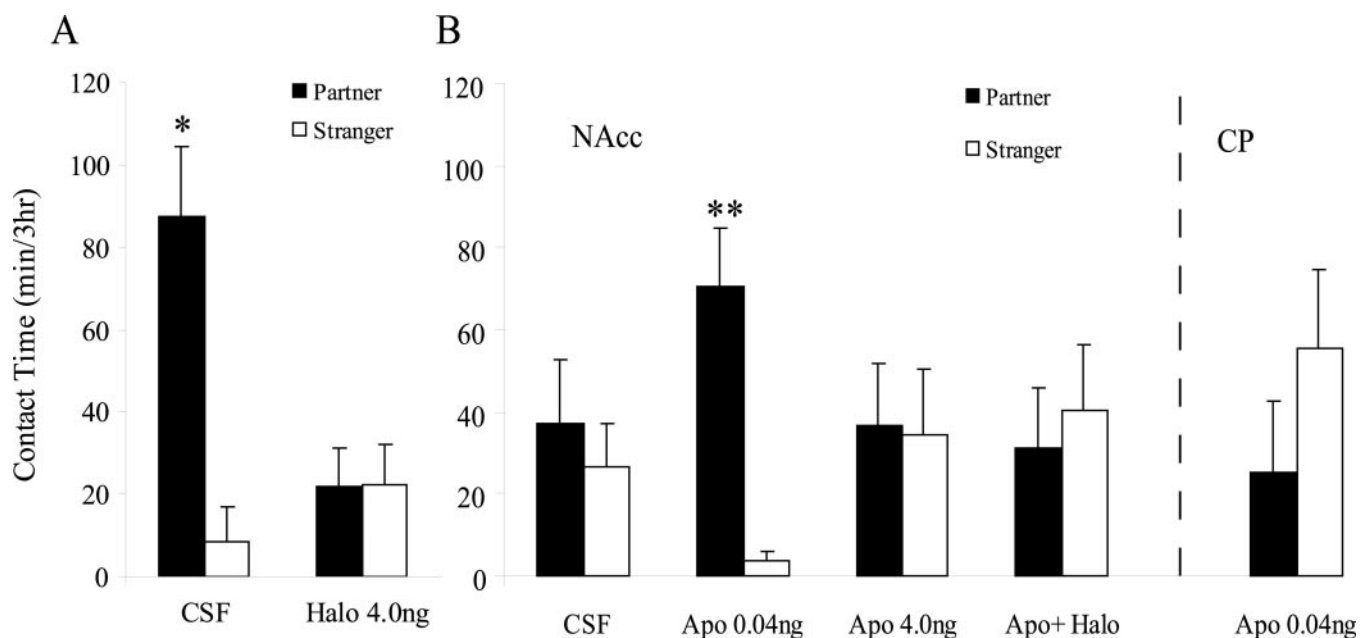 A
B
Contact Time (min/3hr)
120
100
80
60
40
20
0
*
Partner
Stranger
CSF
Halo 4.0ng
120
100
80
60
40
20
0
NAcc
**
Partner
Stranger
CP
CSF
Apo 0.04ng
Apo 4.0ng
Apo+ Halo
Apo 0.04ng